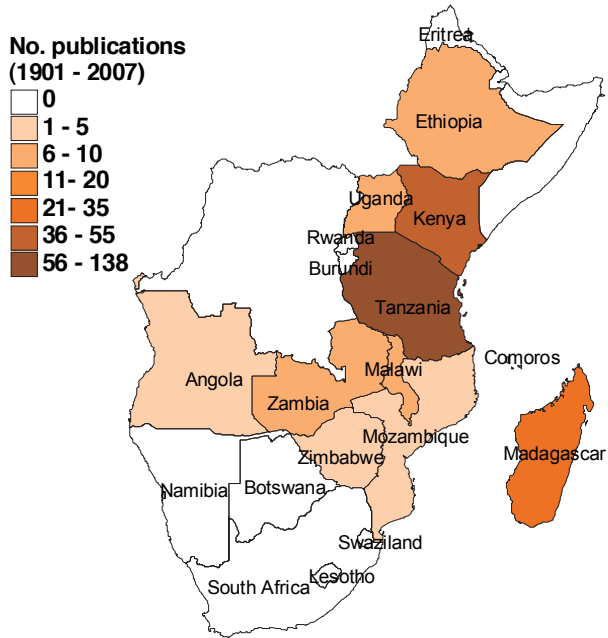 No. publications
(1901 - 2007)
0
1 - 5
6 - 10
11- 20
21- 35
36 - 55
56 - 138
Eritrea
Ethiopia
Uganda
Kenya
Rwanda
Burundi
Tanzania
Comoros
Malawi
Angola
Zambia
Mozambique
Zimbabwe
Madagascar
Namibia
Botswana
Swaziland
Lesotho
South Africa